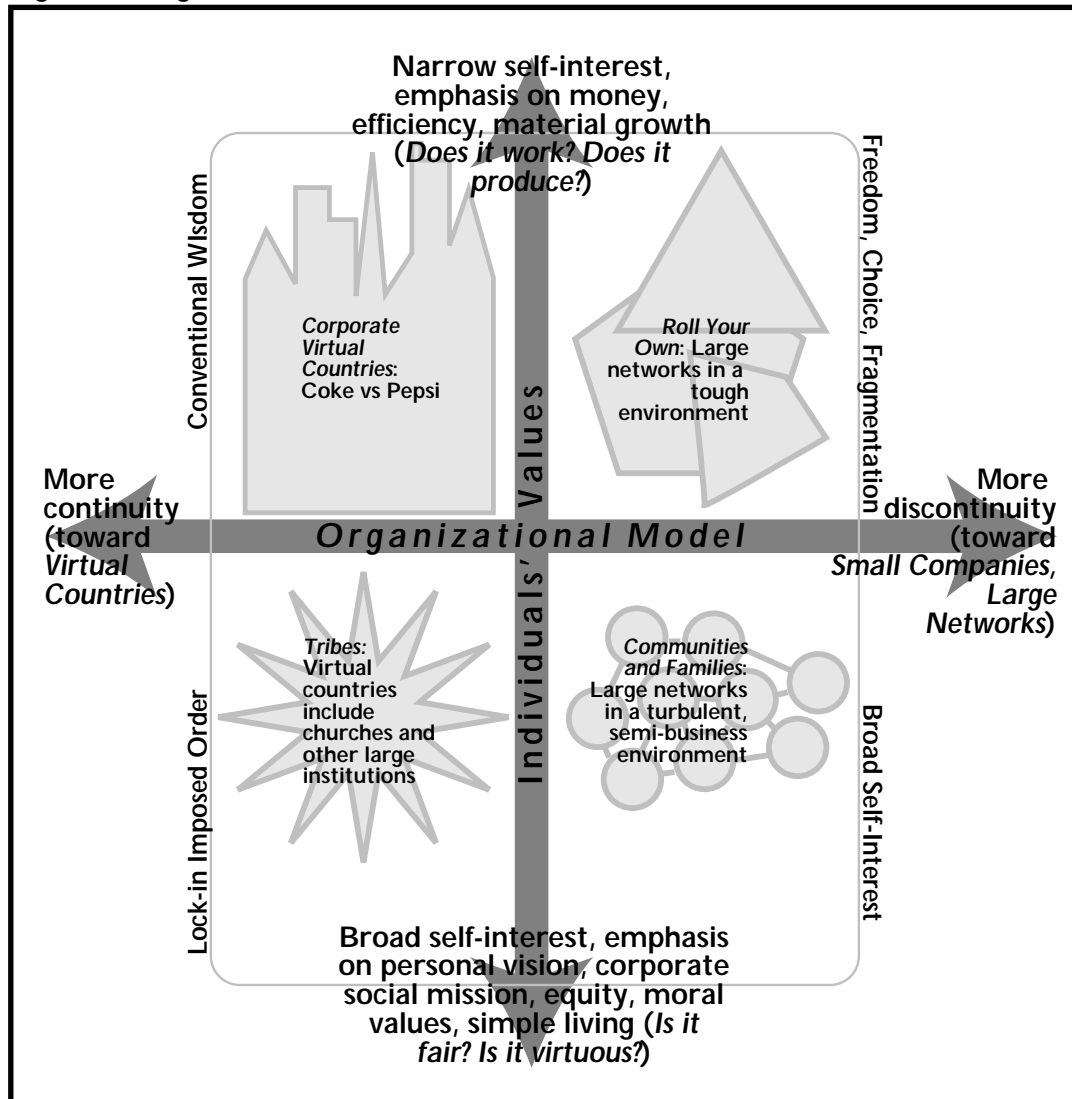 Narrow self-interest,
emphasis on money,
efficiency, material growth
(Does it work? Does it
produce?)
Conventional WIsdom
Freedom, Choice, Fragmentation
Corporate
Virtual
Countries:
Coke vs Pepsi
Roll Your
Own: Large
networks in a
tough
environment
More
continuity
(toward
Virtual
Countries)
Organizational Model
Individuals' Values
More
discontinuity
(toward
Small Companies,
Large
Networks)
Tribes:
Virtual
countries
include
churches and
other large
institutions
Communities
and Families:
Large networks
in a turbulent,
semi-business
environment
Lock-in Imposed Order
Broad Self-Interest
Broad self-interest, emphasis
on personal vision, corporate
social mission, equity, moral
values, simple living (Is it
fair? Is it virtuous?)